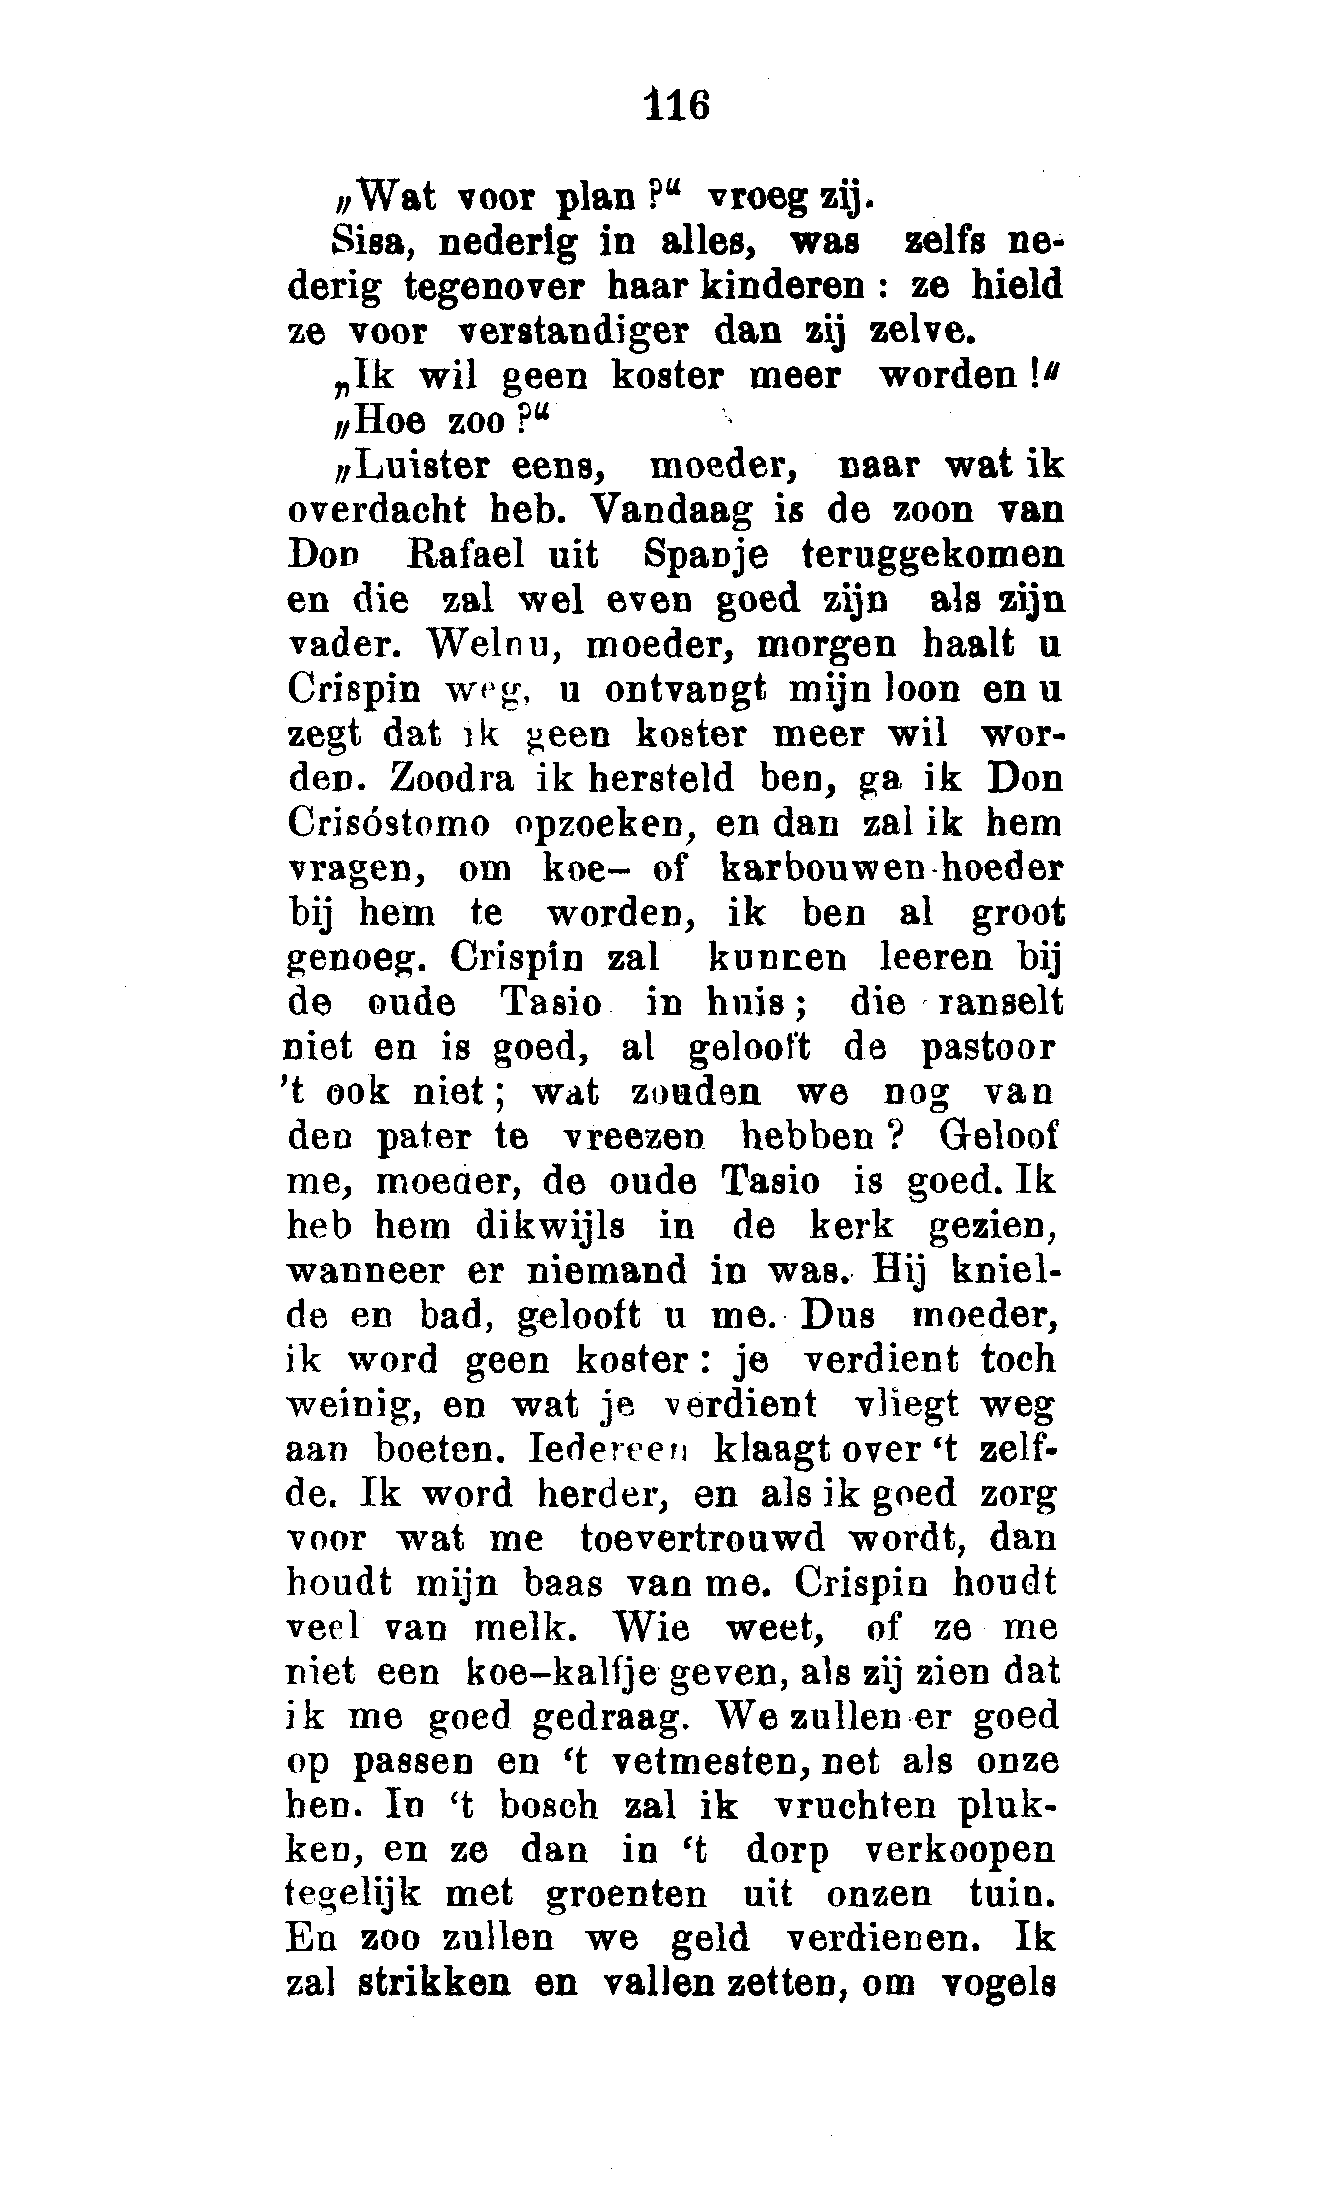 116
„Wat voor plan?“ vroeg zij.
Sisa, nederig in alles, was zelfs ne-
derig tegenover haar kinderen : ze hield
ze voor verstandiger dan zij zelve.
„Ik wil geen koster meer worden!“
„Hoe zoo?“
„Luister eens, moeder, naar wat ik
overdacht heb. Vandaag is de zoon van
Don Rafael uit Spanje teruggekomen
en die zal wel even goed zijn als zijn
vader. Welnu, moeder, morgen haalt u
Crispin weg, u ontvangt mijn loon en u
zegt dat ik geen koster meer wil wor-
den. Zoodra ik hersteld ben, ga ik Don
Crisóstomo opzoeken, en dan zal ik hem
vragen, om koe- of karbouwen-hoeder
bij hem te worden, ik ben al groot
genoeg. Crispin zal kunnen leeren bij
de oude Tasio in huis; die ranselt
niet en is goed, al gelooft de pastoor
't ook niet; wat zouden we nog van
den pater te vreezen hebben? Geloof
me, moeder, de oude Tasio is goed. Ik
heb hem dikwijls in de kerk gezien,
wanneer er niemand in was. Hij kniel-
de en bad, gelooft u me. Dus moeder,
ik word geen koster: je verdient toch
weinig, en wat je verdient vliegt weg
aan boeten. Iedereen klaagt over ‘t zelf-
de. Ik word herder, en als ik goed zorg
voor wat me toevertrouwd wordt, dan
houdt mijn baas van me. Crispin houdt
veel van melk. Wie weet, of ze me
niet een koe-kalfje geven, als zij zien dat
ik me goed gedraag. We zullen er goed
op passen en ‘t vetmesten, net als onze
hen. In ‘t bosch zal ik vruchten pluk-
ken, en ze dan in ‘t dorp verkoopen
tegelijk met groenten uit onzen tuin.
En zoo zullen we geld verdienen. Ik
zal strikken en vallen zetten, om vogels